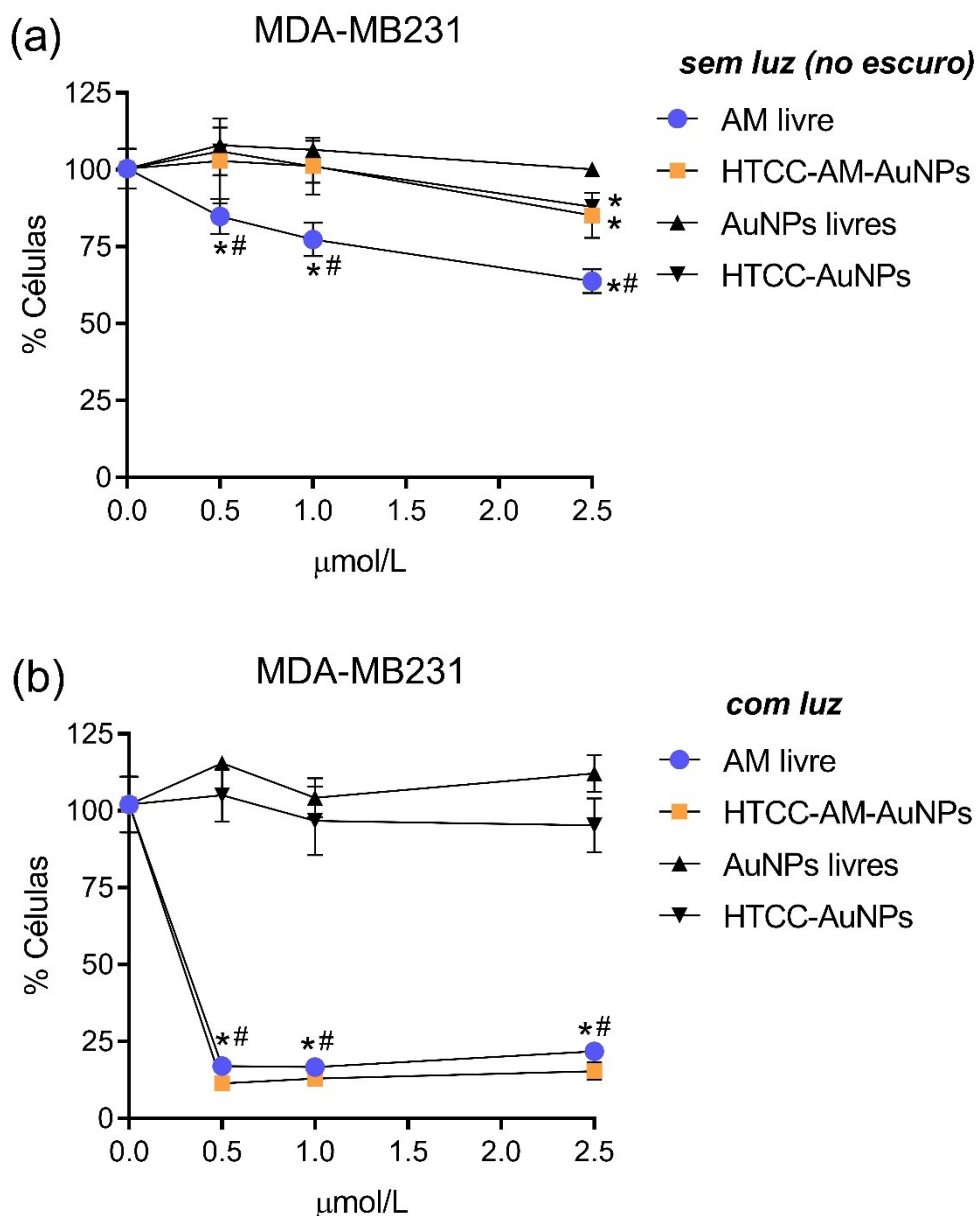 (a)
MDA-MB231
sem luz (no escuro)
AM livre
HTCC-AM-AuNPs
AuNPs livres
HTCC-AuNPs
% Células
125
100
75
50
25
0
*#
*#
*
*
*#
0.0 0.5 1.0 1.5 2.0 2.5
μmol/L
(b)
MDA-MB231
com luz
AM livre
HTCC-AM-AuNPs
AuNPs livres
HTCC-AuNPs
% Células
125
100
75
50
25
0
*# *# *#
0.0 0.5 1.0 1.5 2.0 2.5
μmol/L